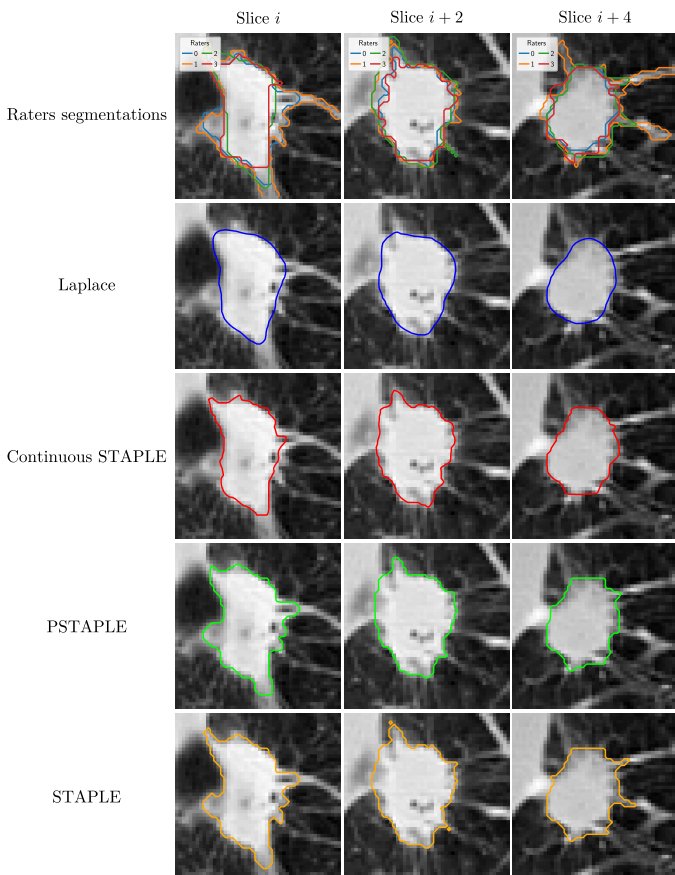 Slice i Slice i + 2 Slice i + 4
Raters segmentations
Raters
0 2
1 3
Raters
0 2
1 3
Raters
0 2
1 3
Laplace
Continuous STAPLE
PSTAPLE
STAPLE